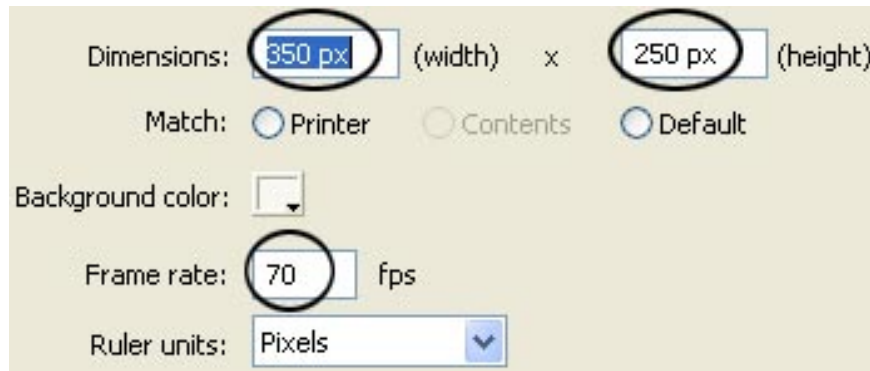 Dimensions: 350 px (width) x 250 px (height)
Match: Printer Contents Default
Background color:
Frame rate: 70 fps
Ruler units: Pixels